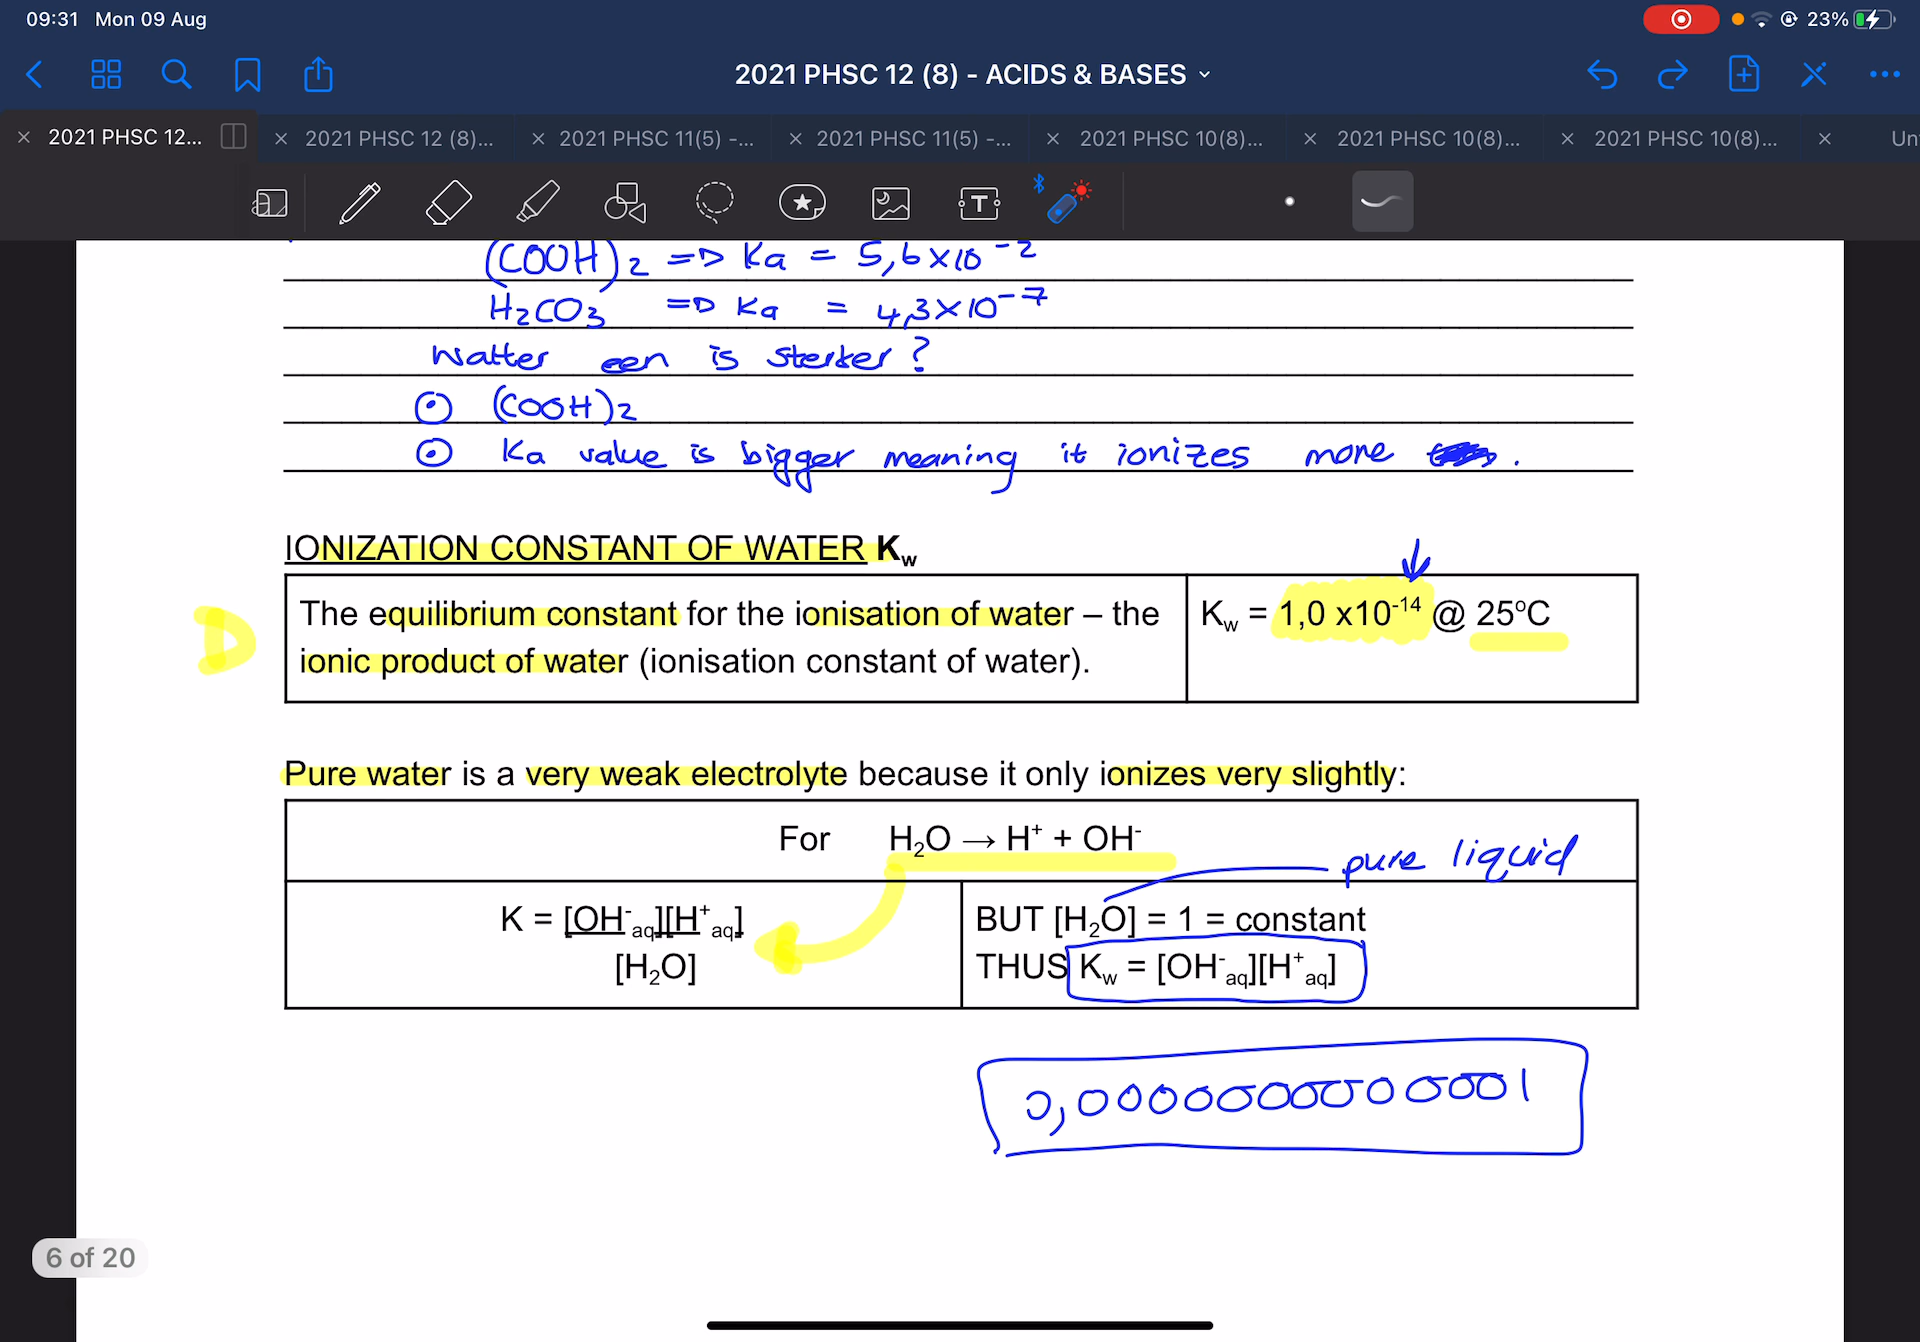 09:31 Mon 09 Aug
23%
2021 PHSC 12 (8) - ACIDS & BASES
2021 PHSC 12... 2021 PHSC 12 (8)... 2021 PHSC 11(5) -... 2021 PHSC 11(5) -... 2021 PHSC 10(8)... 2021 PHSC 10(8)... 2021 PHSC 10(8)... Un
(COOH)₂ => Ka = 5,6×10⁻²
H₂CO₃ => Ka = 4,3×10⁻⁷
Watter een is sterker?
(COOH)₂
Ka value is bigger meaning it ionizes more .
IONIZATION CONSTANT OF WATER Kw
The equilibrium constant for the ionisation of water – the
ionic product of water (ionisation constant of water).
Kw = 1,0 x10⁻¹⁴ @ 25°C
D
Pure water is a very weak electrolyte because it only ionizes very slightly:
For H₂O → H⁺ + OH⁻
pure liquid
K = [OH⁻aq][H⁺aq]
[H₂O]
BUT [H₂O] = 1 = constant
THUS Kw = [OH⁻aq][H⁺aq]
0,0000000000001
6 of 20